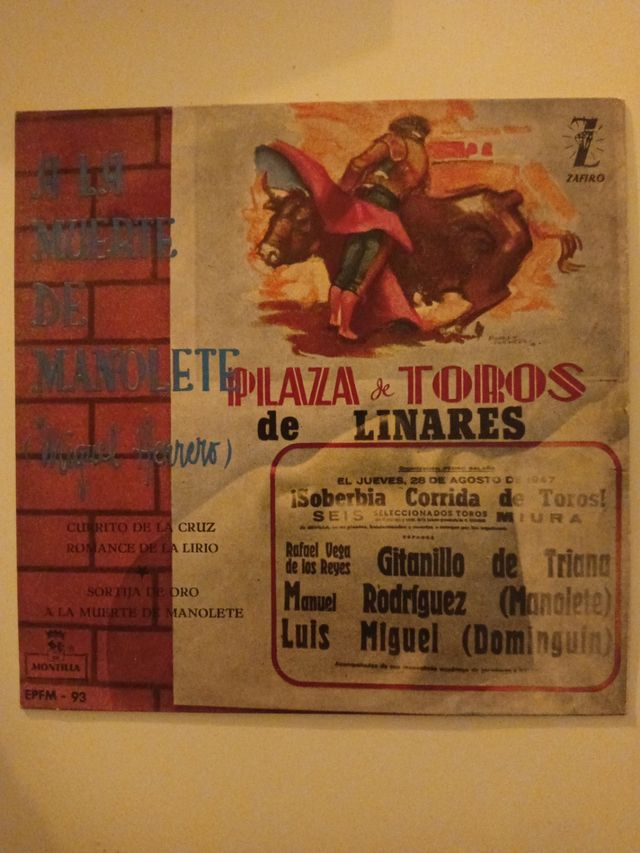 A LA
MUERTE
DE
MANOLETE
(Miguel Herrero)
CURRITO DE LA CRUZ
ROMANCE DE LA LIRIO
SORTIJA DE ORO
A LA MUERTE DE MANOLETE
MONTILLA
EPFM - 93
Z
ZAFIRO
PLAZA de TOROS
de LINARES
EL JUEVES, 28 DE AGOSTO DE 1947
¡Soberbia Corrida de Toros!
SEIS SELECCIONADOS TOROS MIURA
ESPADAS
Rafael Vega de los Reyes Gitanillo de Triana
Manuel Rodríguez (Manolete)
Luis Miguel (Dominguín)